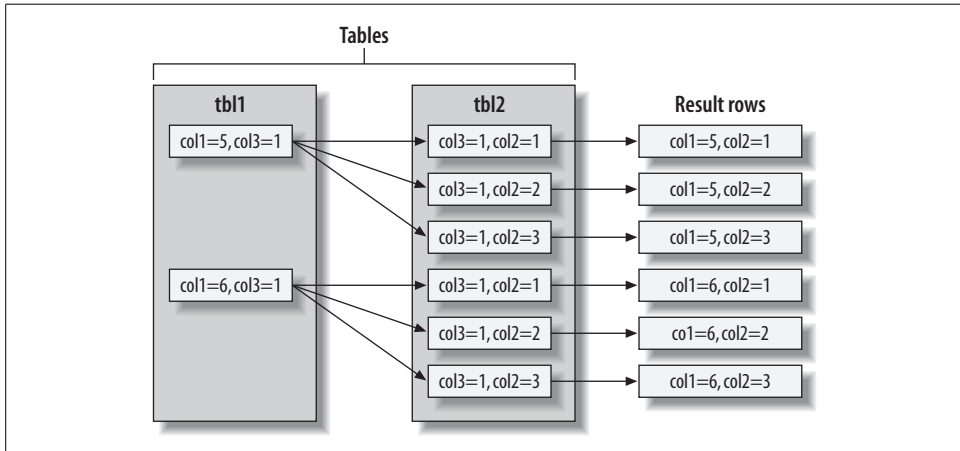 Tables
tbl1
tbl2
Result rows
col1=5, col3=1
col3=1, col2=1
col1=5, col2=1
col3=1, col2=2
col1=5, col2=2
col3=1, col2=3
col1=5, col2=3
col1=6, col3=1
col3=1, col2=1
col1=6, col2=1
col3=1, col2=2
co1=6, col2=2
col3=1, col2=3
col1=6, col2=3